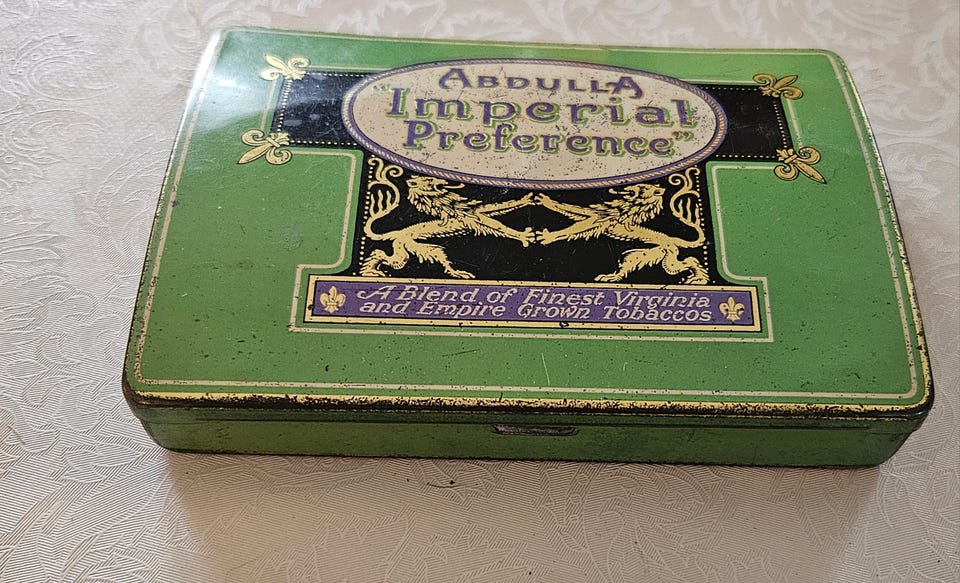 ABDULLA
"Imperial
Preference"
A Blend of Finest Virginia
and Empire Grown Tobaccos